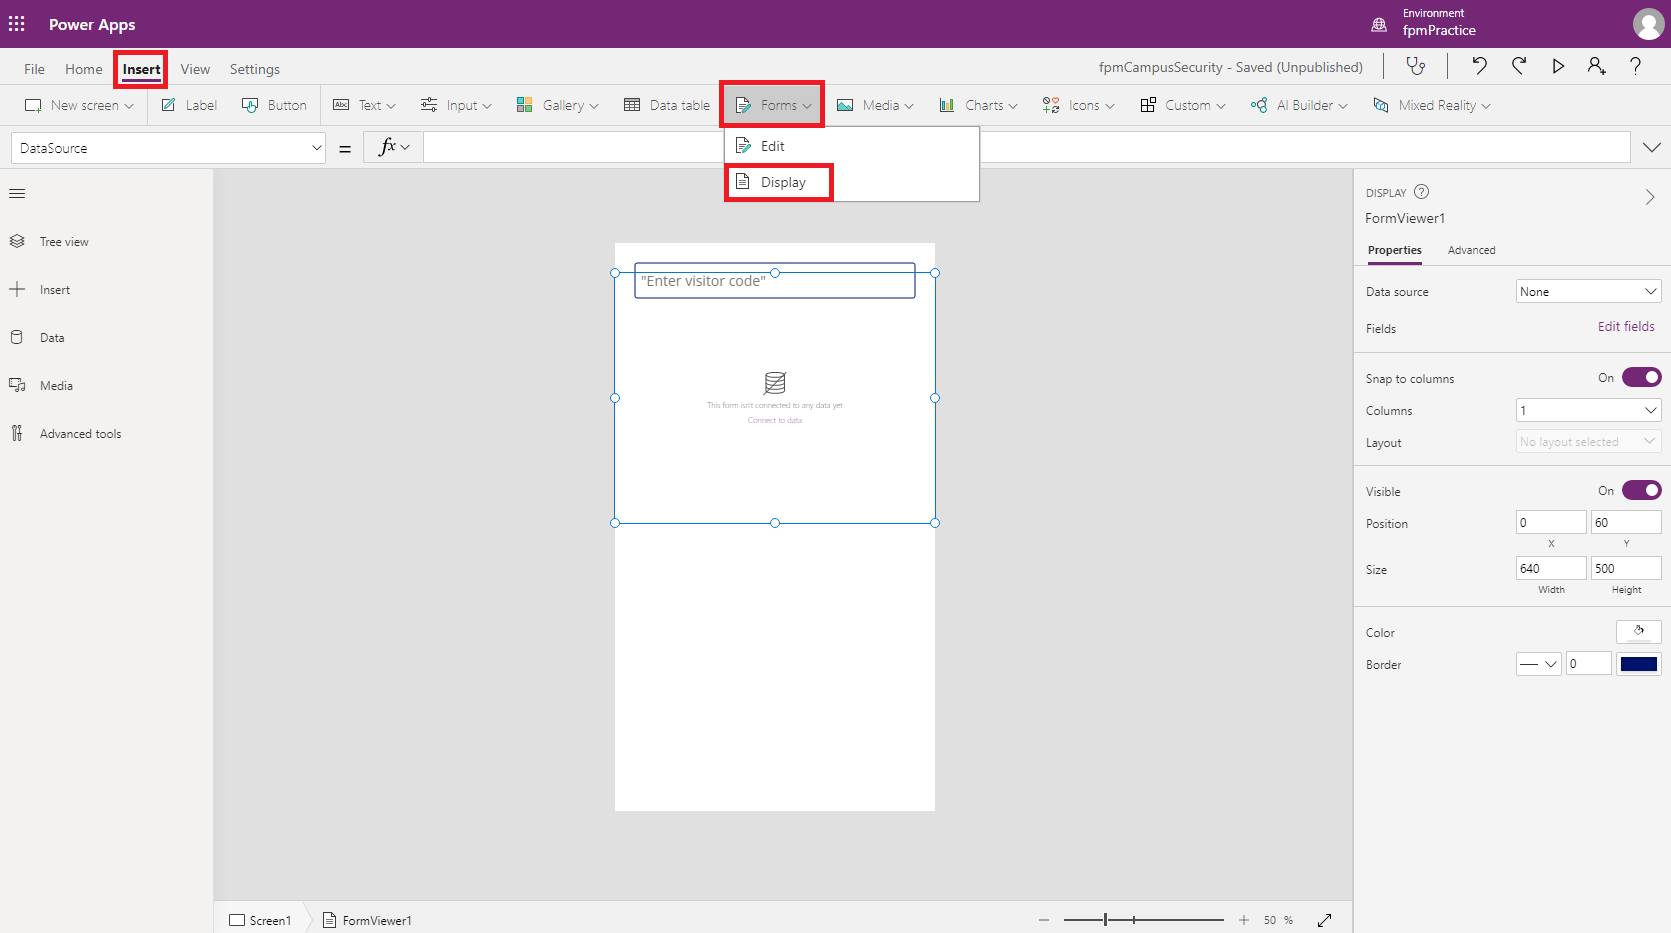 Power Apps
Environment
fpmPractice
File Home Insert View Settings
fpmCampusSecurity - Saved (Unpublished)
New screen Label Button Text Input Gallery Data table Forms Media Charts Icons Custom AI Builder Mixed Reality
DataSource = fx
Edit
Display
Tree view
Insert
Data
Media
Advanced tools
"Enter visitor code"
This form isn't connected to any data yet
Connect to data
DISPLAY
FormViewer1
Properties Advanced
Data source None
Fields Edit fields
Snap to columns On
Columns 1
Layout No layout selected
Visible On
Position 0 60
X Y
Size 640 500
Width Height
Color
Border 0
Screen1 FormViewer1
50 %